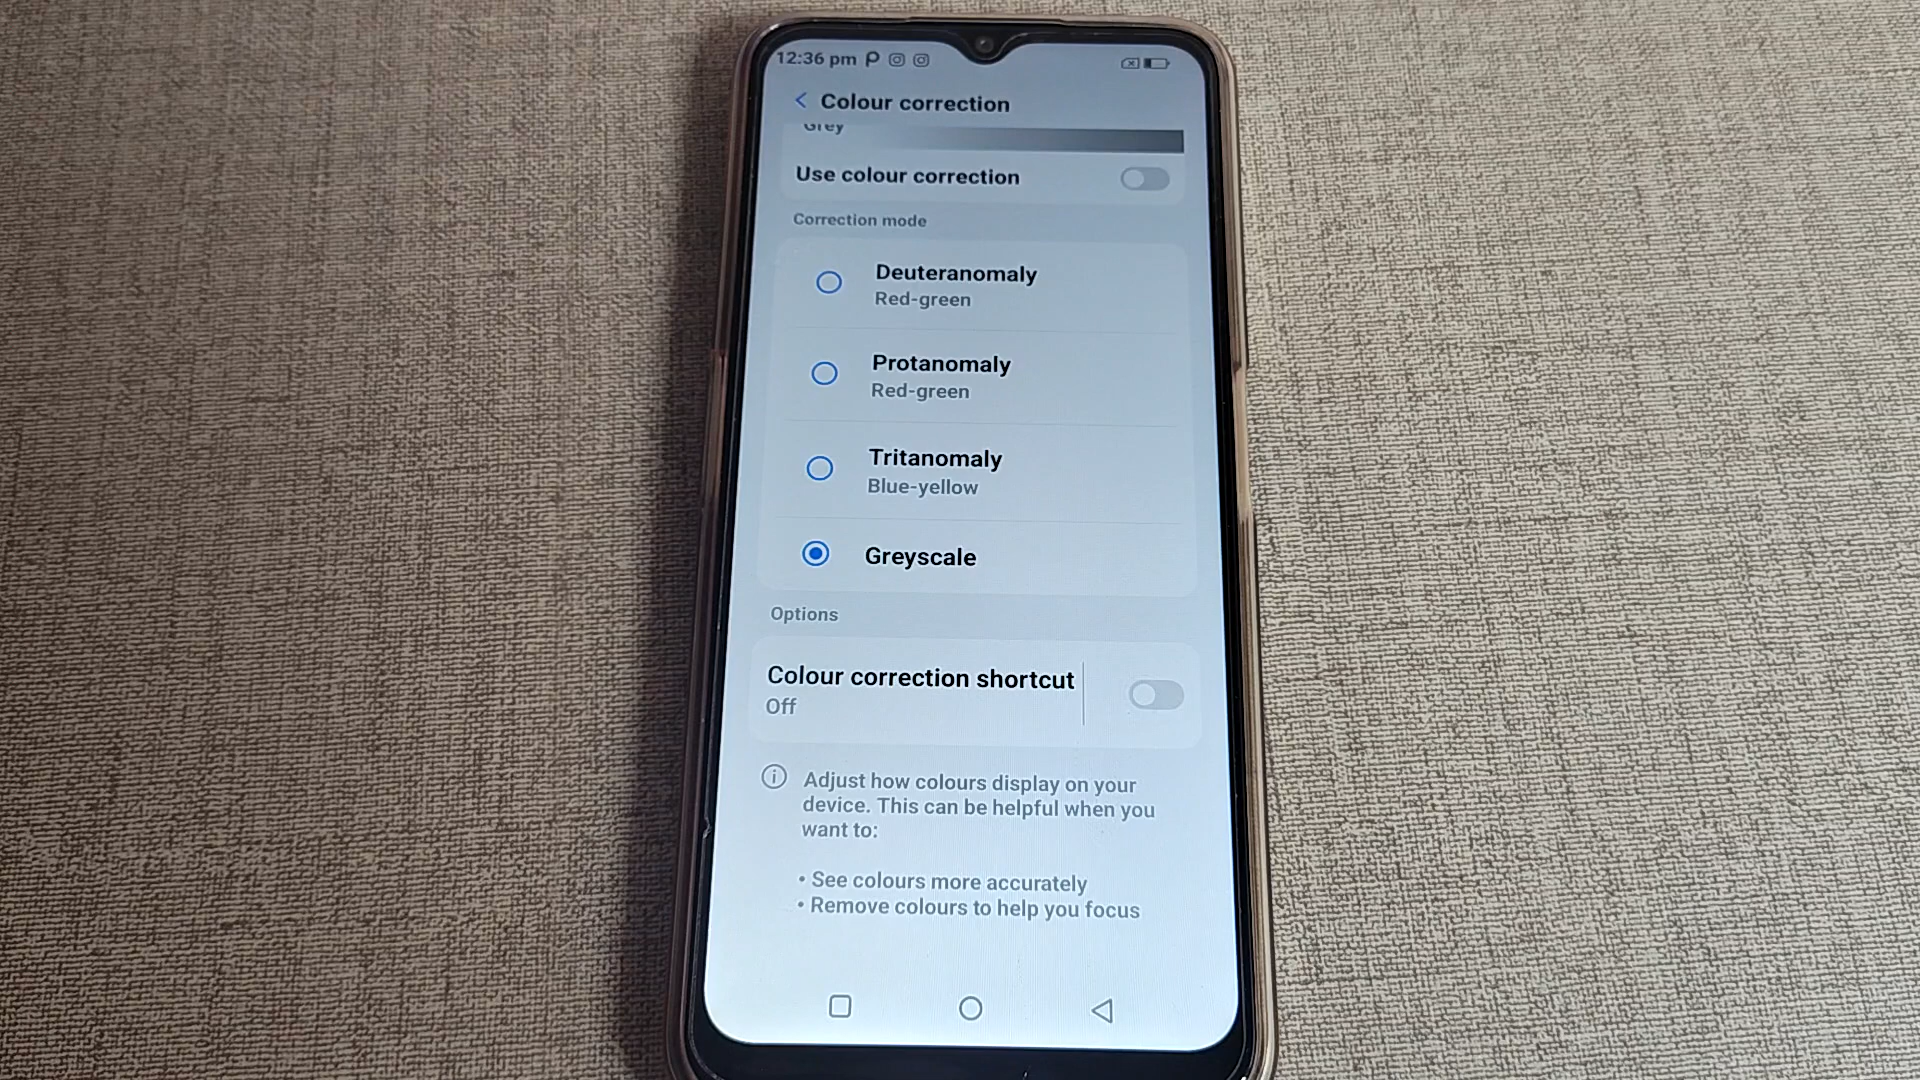 12:36 pm
Colour correction
Grey
Use colour correction
Correction mode
Deuteranomaly
Red-green
Protanomaly
Red-green
Tritanomaly
Blue-yellow
Greyscale
Options
Colour correction shortcut
Off
Adjust how colours display on your
device. This can be helpful when you
want to:
• See colours more accurately
• Remove colours to help you focus